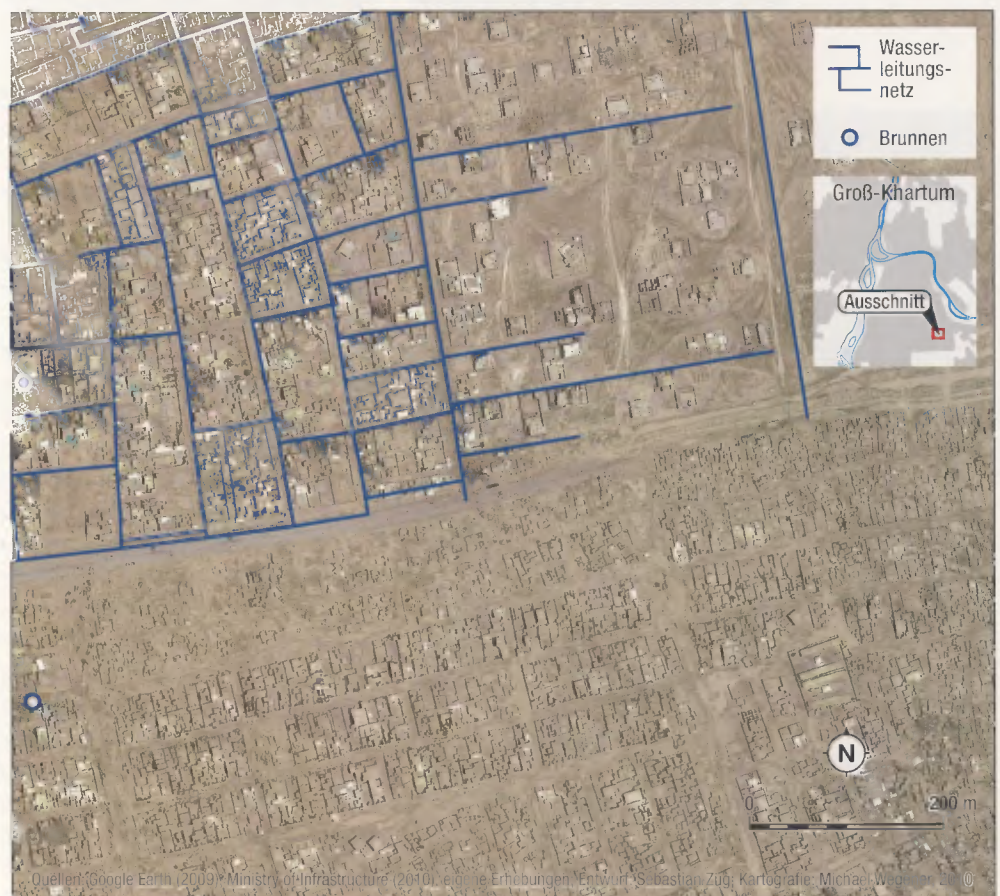 Wasser-
leitungs-
netz
Brunnen
Groß-Khartum
Ausschnitt
N
0 200 m
Quellen: Google Earth (2009), Ministry of Infrastructure (2010), eigene Erhebungen; Entwurf: Sebastian Zug; Kartografie: Michael